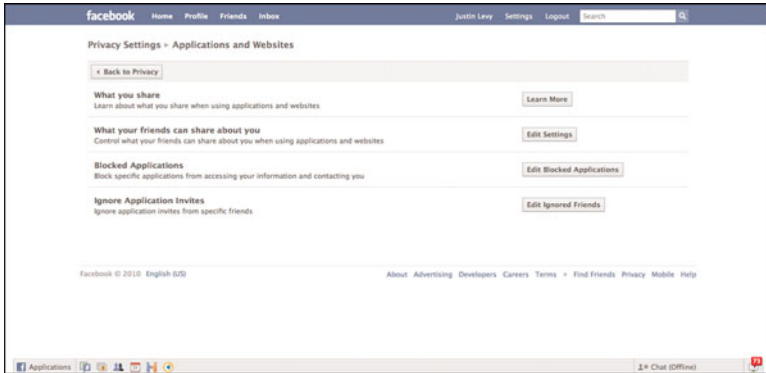 facebook Home Profile Friends Inbox Justin Levy Settings Logout Search
Privacy Settings ▸ Applications and Websites
Back to Privacy
What you share
Learn about what you share when using applications and websites
Learn More
What your friends can share about you
Control what your friends can share about you when using applications and websites
Edit Settings
Blocked Applications
Block specific applications from accessing your information and contacting you
Edit Blocked Applications
Ignore Application Invites
Ignore application invites from specific friends
Edit Ignored Friends
Facebook © 2010 English (US) About Advertising Developers Careers Terms • Find Friends Privacy Mobile Help
Applications Chat (Offline) 73